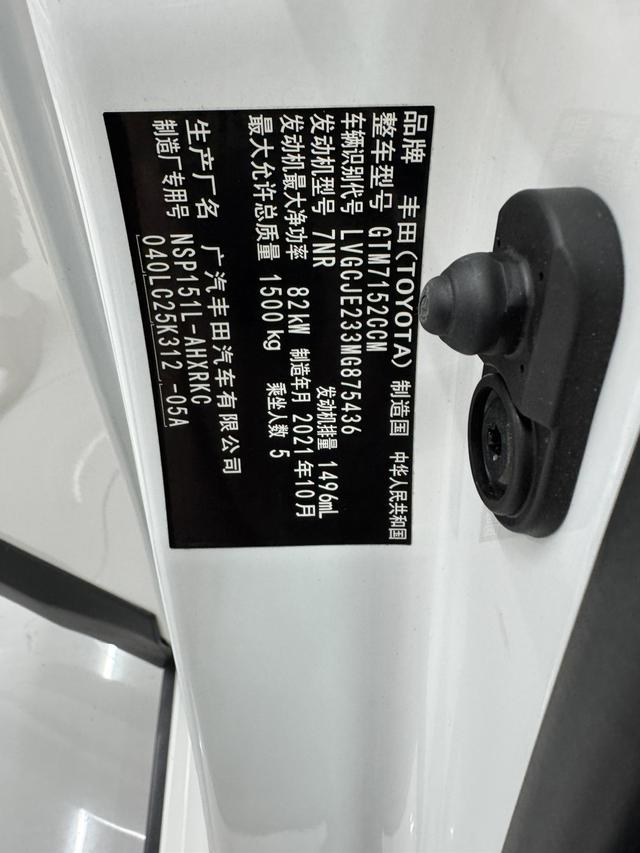 品牌 丰田(TOYOTA) 制造国 中华人民共和国
整车型号 GTM7152CCM
车辆识别代号 LVGCJE233MG875436
发动机型号 7NR 发动机排量 1496mL
发动机最大净功率 82kW 制造年月 2021年10月
最大允许总质量 1500kg 乘坐人数 5
生产厂名 广汽丰田汽车有限公司
制造厂专用号 NSP151L-AHXRKC
040LC25K312 -05A